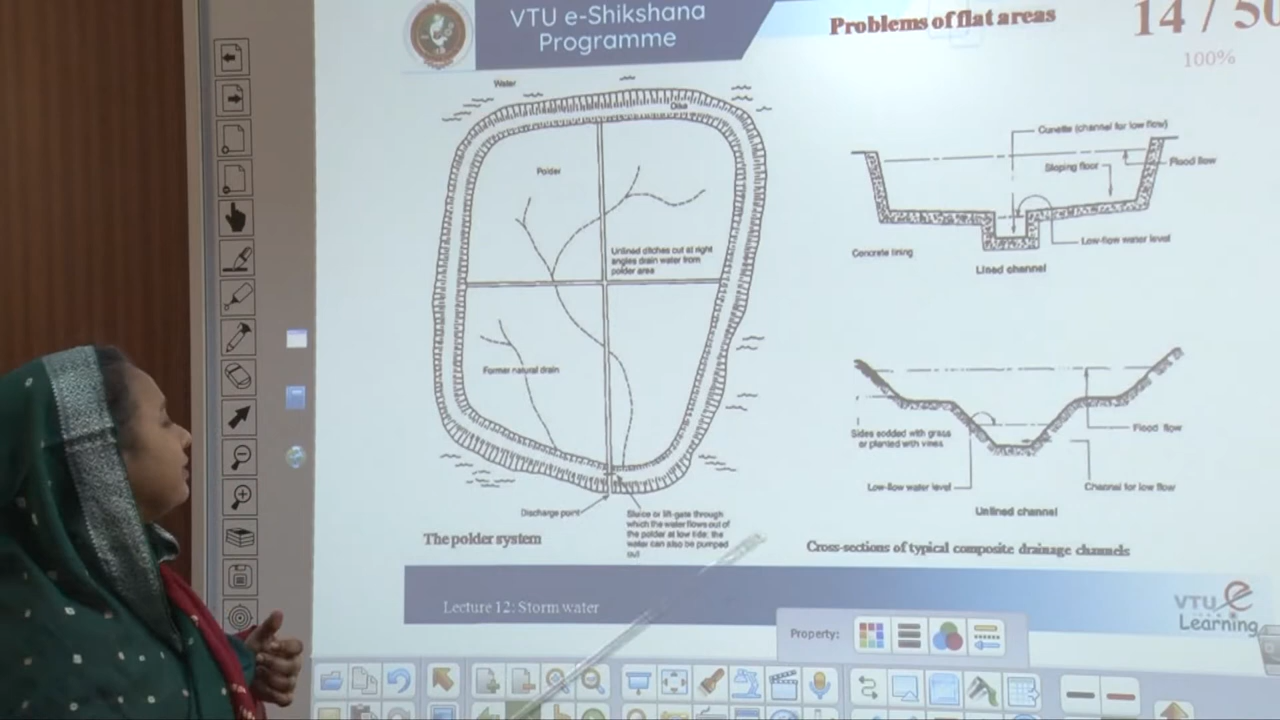 VTU e-Shikshana
Programme
Problems of flat areas
14 / 50
100%
Water
Dike
Polder
Unlined ditches cut at right
angles drain water from
polder area
Former natural drain
Discharge point
Sluice or lift-gate through
which the water flows out of
the polder at low tide; the
water can also be pumped
out
The polder system
Cunette (channel for low flow)
Sloping floor
Flood flow
Low-flow water level
Concrete lining
Lined channel
Sides sodded with grass
or planted with vines
Flood flow
Low-flow water level
Channel for low flow
Unlined channel
Cross-sections of typical composite drainage channels
Lecture 12: Storm water
VTU e
Learning
Property: